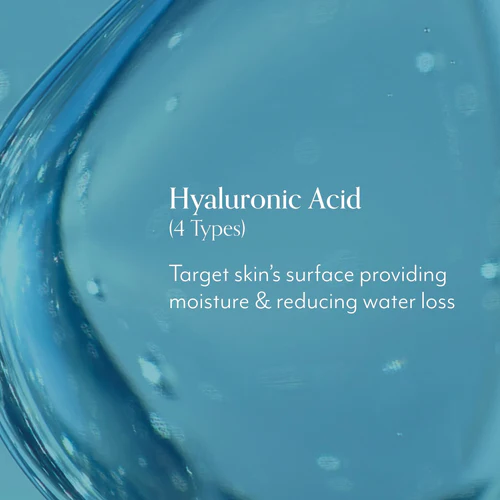 Hyaluronic Acid
(4 Types)
Target skin’s surface providing
moisture & reducing water loss